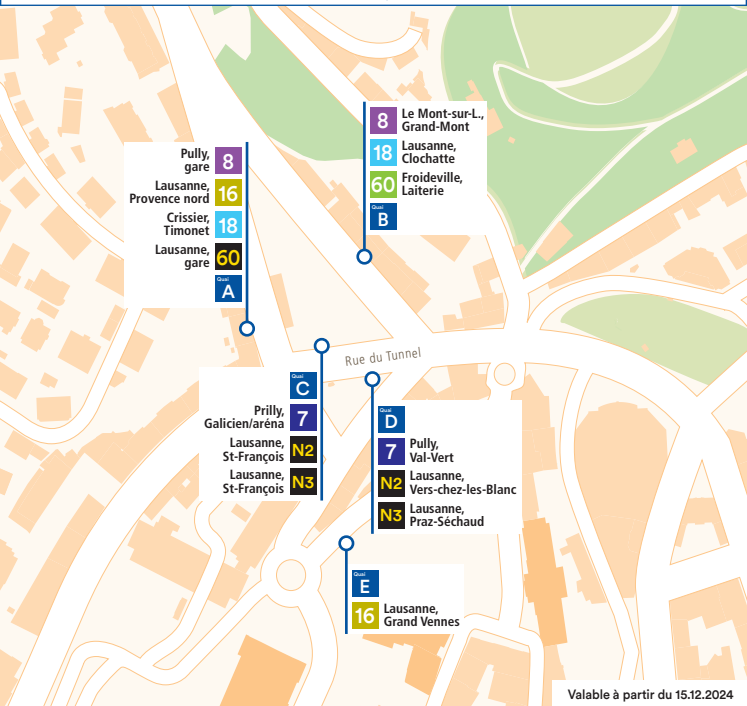 Pully,
gare
8
Lausanne,
Provence nord
16
Crissier,
Timonet
18
Lausanne,
gare
60
Quai
A
8
Le Mont-sur-L.,
Grand-Mont
18
Lausanne,
Clochatte
60
Froideville,
Laiterie
Quai
B
Rue du Tunnel
Quai
C
Prilly,
Galicien/aréna
7
Lausanne,
St-François
N2
Lausanne,
St-François
N3
Quai
D
7
Pully,
Val-Vert
N2
Lausanne,
Vers-chez-les-Blanc
N3
Lausanne,
Praz-Séchaud
Quai
E
16
Lausanne,
Grand Vennes
Valable à partir du 15.12.2024